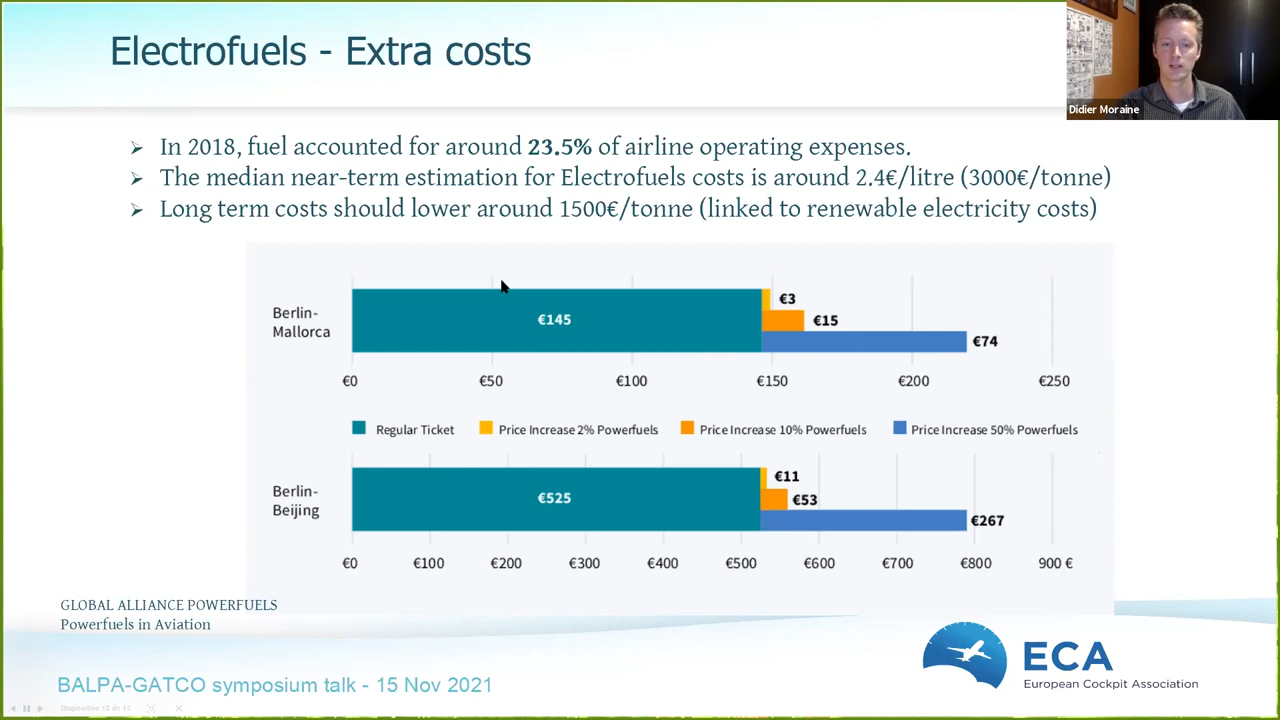 Electrofuels - Extra costs
Didier Moraine
In 2018, fuel accounted for around 23.5% of airline operating expenses.
The median near-term estimation for Electrofuels costs is around 2.4€/litre (3000€/tonne)
Long term costs should lower around 1500€/tonne (linked to renewable electricity costs)
Berlin-
Mallorca
€145
€3
€15
€74
€0 €50 €100 €150 €200 €250
Regular Ticket Price Increase 2% Powerfuels Price Increase 10% Powerfuels Price Increase 50% Powerfuels
Berlin-
Beijing
€525
€11
€53
€267
€0 €100 €200 €300 €400 €500 €600 €700 €800 900 €
GLOBAL ALLIANCE POWERFUELS
Powerfuels in Aviation
ECA
European Cockpit Association
BALPA-GATCO symposium talk - 15 Nov 2021
Diapositive 12 de 14